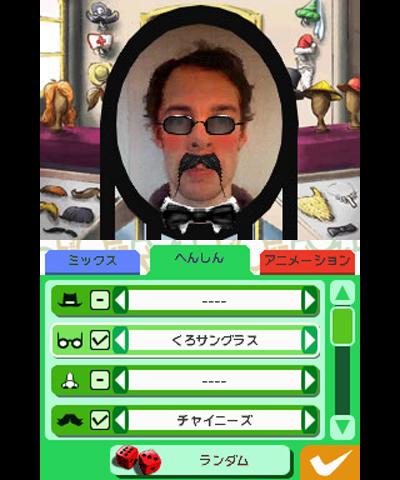 ミックス
へんしん
アニメーション
----
くろサングラス
----
チャイニーズ
ランダム